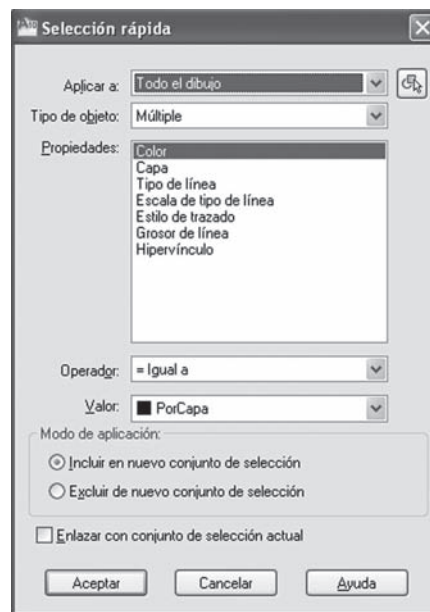 Selección rápida
Aplicar a: Todo el dibujo
Tipo de objeto: Múltiple
Propiedades: Color
Capa
Tipo de línea
Escala de tipo de línea
Estilo de trazado
Grosor de línea
Hipervínculo
Operador: = Igual a
Valor: PorCapa
Modo de aplicación:
Incluir en nuevo conjunto de selección
Excluir de nuevo conjunto de selección
Enlazar con conjunto de selección actual
Aceptar Cancelar Ayuda